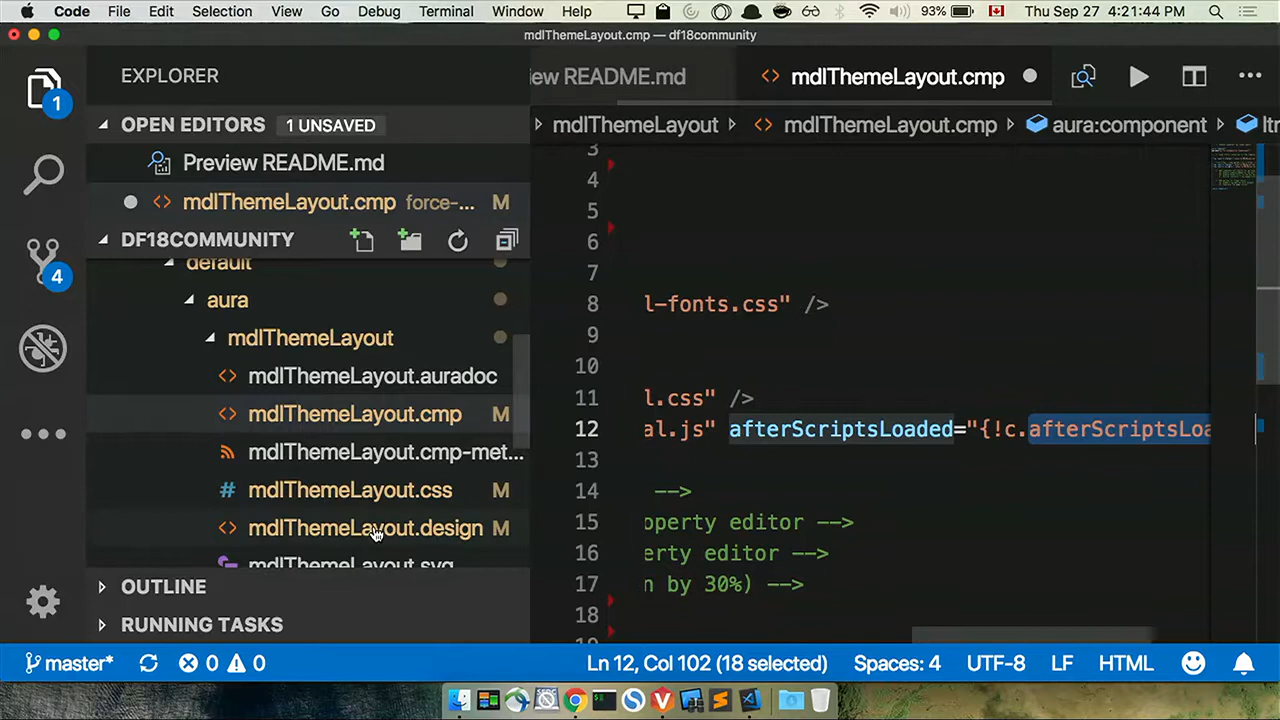 Code File Edit Selection View Go Debug Terminal Window Help 93% Thu Sep 27 4:21:44 PM
mdlThemeLayout.cmp — df18community
EXPLORER
1
OPEN EDITORS 1 UNSAVED
Preview README.md
mdlThemeLayout.cmp force-... M
DF18COMMUNITY
4
default
aura
mdlThemeLayout
mdlThemeLayout.auradoc
mdlThemeLayout.cmp M
mdlThemeLayout.cmp-met...
mdlThemeLayout.css M
mdlThemeLayout.design M
mdlThemeLayout.svg
OUTLINE
RUNNING TASKS
iew README.md mdlThemeLayout.cmp
mdlThemeLayout mdlThemeLayout.cmp aura:component ltr
3
4
5
6
7
8 l-fonts.css" />
9
10
11 l.css" />
12 al.js" afterScriptsLoaded="{!c.afterScriptsLoa
13
14 -->
15 operty editor -->
16 erty editor -->
17 n by 30%) -->
18
master* 0 0 Ln 12, Col 102 (18 selected) Spaces: 4 UTF-8 LF HTML